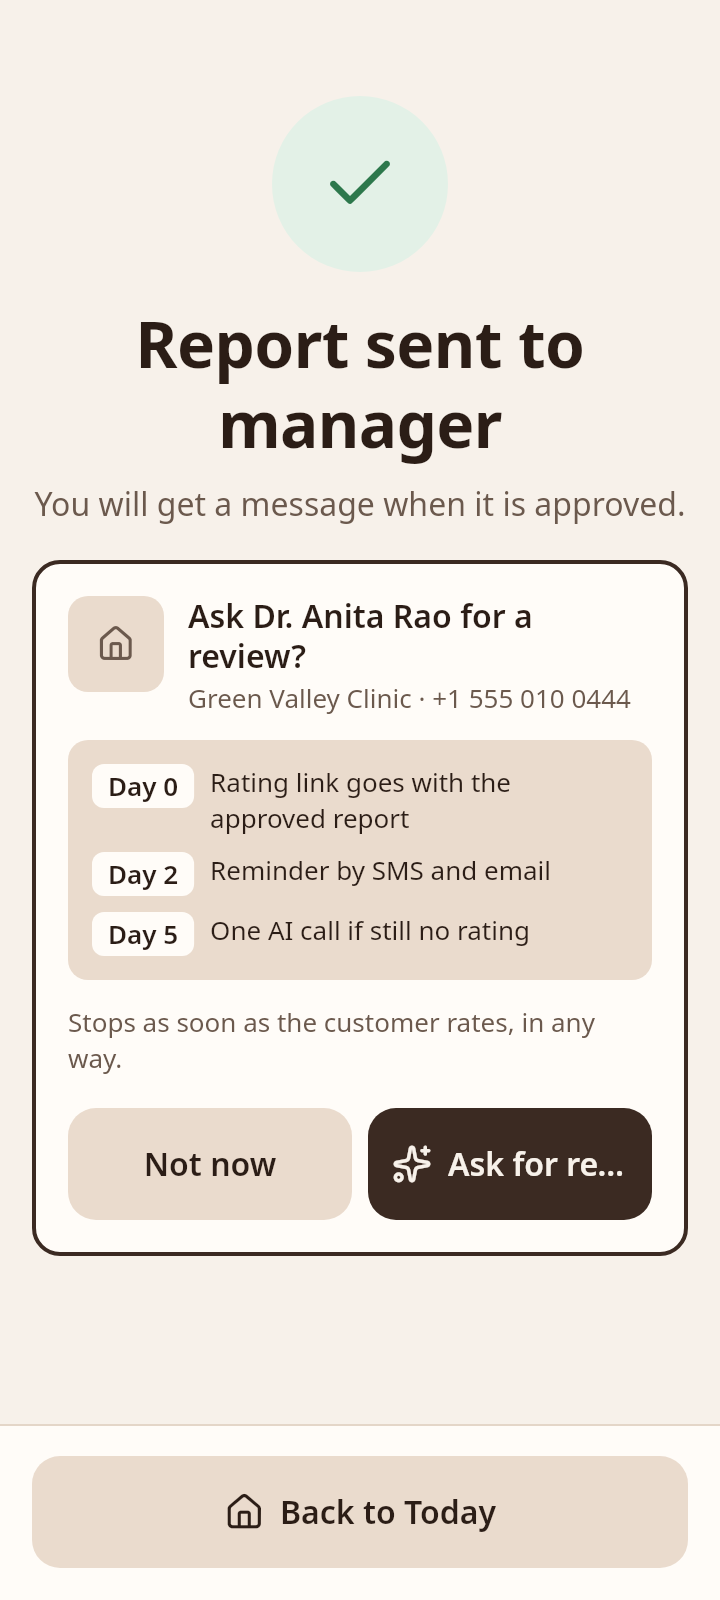 Report sent to
manager
You will get a message when it is approved.
Ask Dr. Anita Rao for a
review?
Green Valley Clinic · +1 555 010 0444
Day 0
Rating link goes with the
approved report
Day 2
Reminder by SMS and email
Day 5
One AI call if still no rating
Stops as soon as the customer rates, in any
way.
Not now
Ask for re...
Back to Today